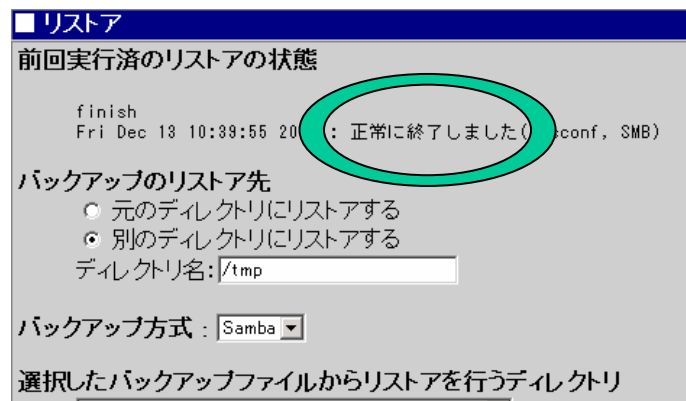 ■ リストア
前回実行済のリストアの状態
finish
Fri Dec 13 10:39:55 20 : 正常に終了しました( conf, SMB)
バックアップのリストア先
元のディレクトリにリストアする
別のディレクトリにリストアする
ディレクトリ名: /tmp
バックアップ方式 : Samba
選択したバックアップファイルからリストアを行うディレクトリ